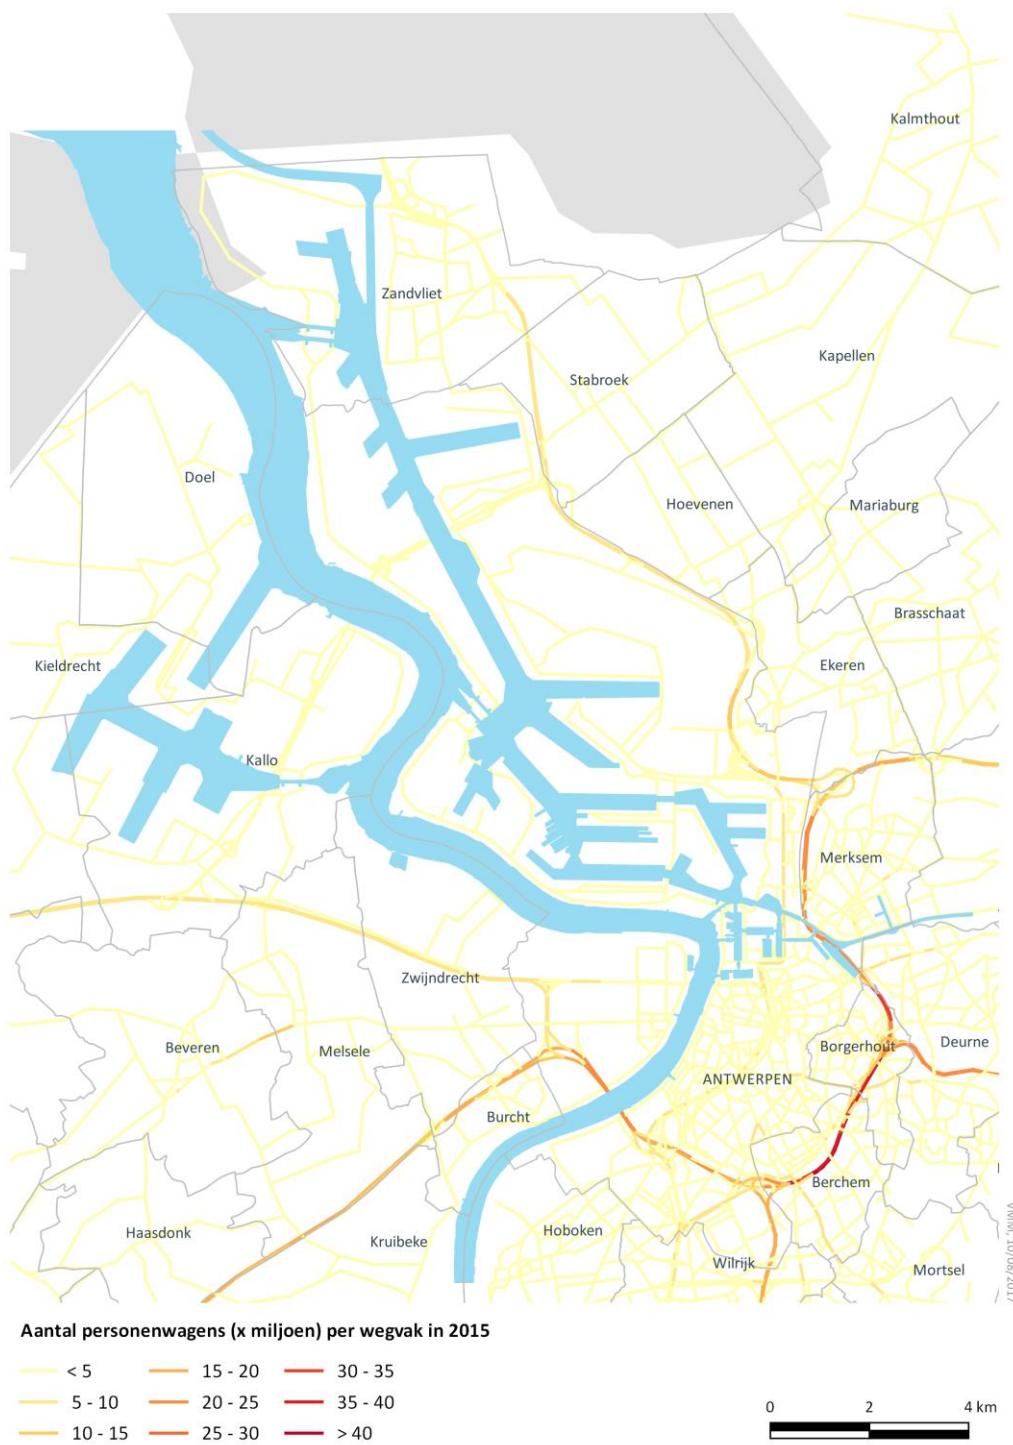 Kalmthout
Zandvliet
Kapellen
Stabroek
Doel
Hoevenen
Mariaburg
Brasschaat
Kieldrecht
Ekeren
Kallo
Merksem
Zwijndrecht
Beveren
Melsele
Borgerhout
Deurne
ANTWERPEN
Burcht
Berchem
Haasdonk
Kruibeke
Hoboken
Wilrijk
Mortsel
Aantal personenwagens (x miljoen) per wegvak in 2015
< 5
15 - 20
30 - 35
5 - 10
20 - 25
35 - 40
10 - 15
25 - 30
> 40
0 2 4 km